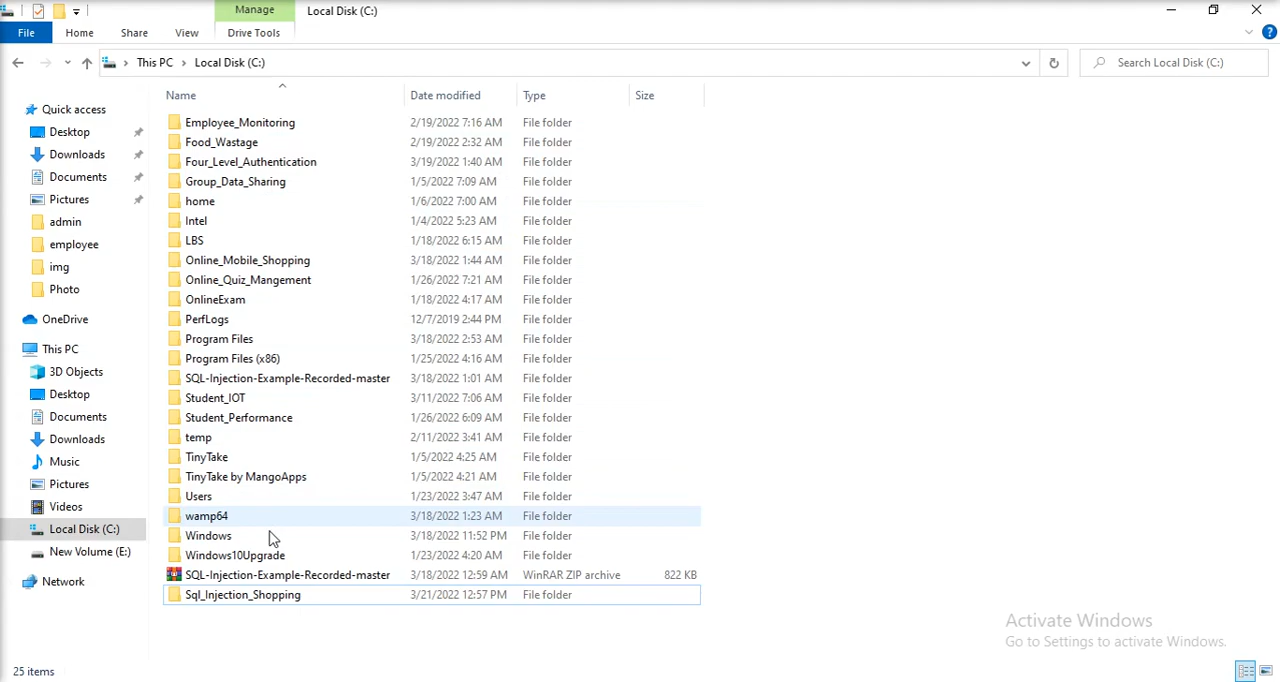 Manage
Local Disk (C:)
File
Home
Share
View
Drive Tools
This PC
Local Disk (C:)
Search Local Disk (C:)
Name
Date modified
Type
Size
Quick access
Desktop
Downloads
Documents
Pictures
admin
employee
img
Photo
OneDrive
This PC
3D Objects
Desktop
Documents
Downloads
Music
Pictures
Videos
Local Disk (C:)
New Volume (E:)
Network
Employee_Monitoring 2/19/2022 7:16 AM File folder
Food_Wastage 2/19/2022 2:32 AM File folder
Four_Level_Authentication 3/19/2022 1:40 AM File folder
Group_Data_Sharing 1/5/2022 7:09 AM File folder
home 1/6/2022 7:00 AM File folder
Intel 1/4/2022 5:23 AM File folder
LBS 1/18/2022 6:15 AM File folder
Online_Mobile_Shopping 3/18/2022 1:44 AM File folder
Online_Quiz_Mangement 1/26/2022 7:21 AM File folder
OnlineExam 1/18/2022 4:17 AM File folder
PerfLogs 12/7/2019 2:44 PM File folder
Program Files 3/18/2022 2:53 AM File folder
Program Files (x86) 1/25/2022 4:16 AM File folder
SQL-Injection-Example-Recorded-master 3/18/2022 1:01 AM File folder
Student_IOT 3/11/2022 7:06 AM File folder
Student_Performance 1/26/2022 6:09 AM File folder
temp 2/11/2022 3:41 AM File folder
TinyTake 1/5/2022 4:25 AM File folder
TinyTake by MangoApps 1/5/2022 4:21 AM File folder
Users 1/23/2022 3:47 AM File folder
wamp64 3/18/2022 1:23 AM File folder
Windows 3/18/2022 11:52 PM File folder
Windows10Upgrade 1/23/2022 4:20 AM File folder
SQL-Injection-Example-Recorded-master 3/18/2022 12:59 AM WinRAR ZIP archive 822 KB
Sql_Injection_Shopping 3/21/2022 12:57 PM File folder
Activate Windows
Go to Settings to activate Windows.
25 items